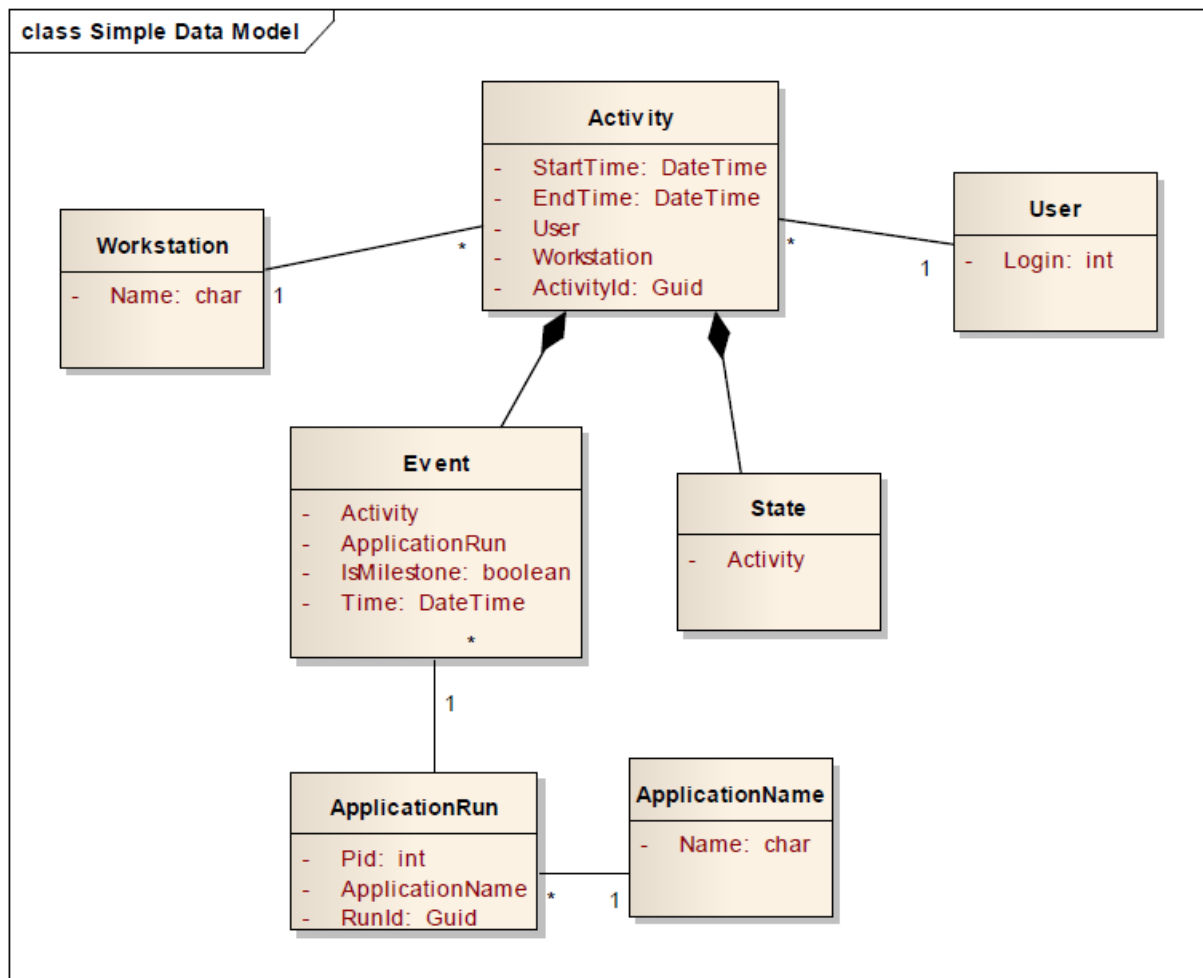 class Simple Data Model
Activity
- StartTime: DateTime
- EndTime: DateTime
- User
- Workstation
- ActivityId: Guid
User
- Login: int
Workstation
- Name: char
*
1
*
1
Event
- Activity
- ApplicationRun
- IsMilestone: boolean
- Time: DateTime
*
State
- Activity
1
ApplicationRun
- Pid: int
- ApplicationName
- RunId: Guid
ApplicationName
- Name: char
*
1